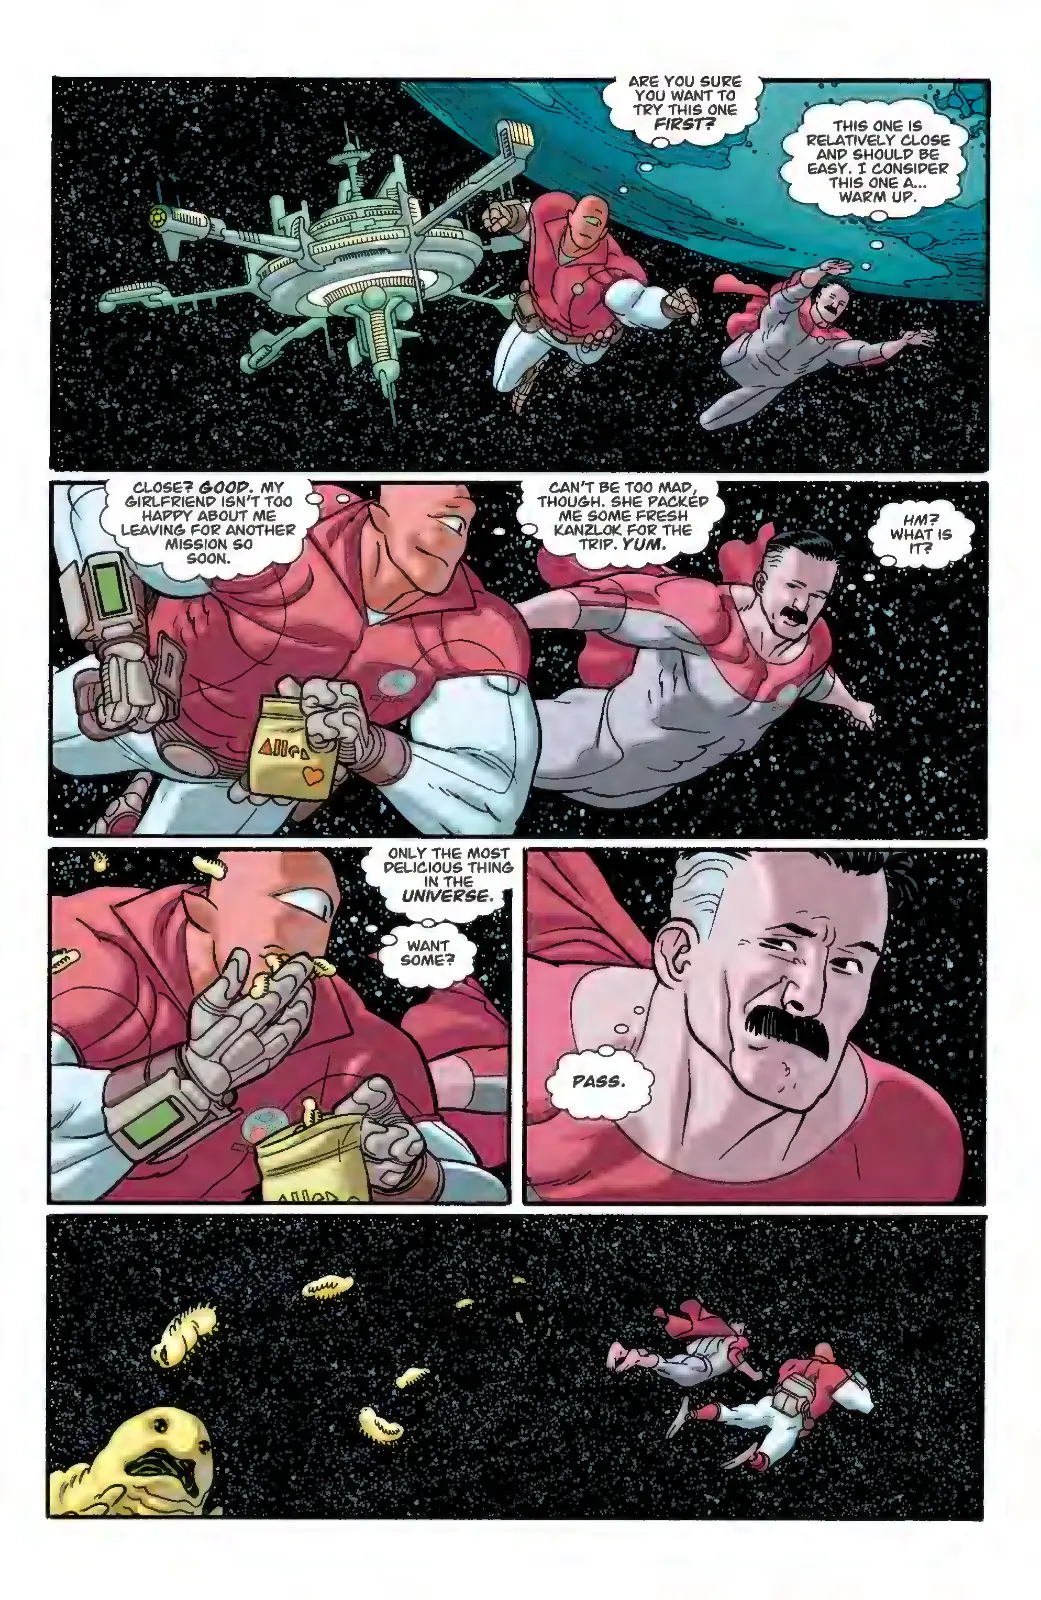 ARE YOU SURE
YOU WANT TO
TRY THIS ONE
FIRST?
THIS ONE IS
RELATIVELY CLOSE
AND SHOULD BE
EASY. I CONSIDER
THIS ONE A...
WARM UP.
CLOSE? GOOD. MY
GIRLFRIEND ISN'T TOO
HAPPY ABOUT ME
LEAVING FOR ANOTHER
MISSION SO
SOON.
CAN'T BE TOO MAD,
THOUGH. SHE PACKED
ME SOME FRESH
KANZLOK FOR THE
TRIP. YUM.
HM?
WHAT IS
IT?
Allen
ONLY THE MOST
DELICIOUS THING
IN THE
UNIVERSE.
WANT
SOME?
Allen
PASS.